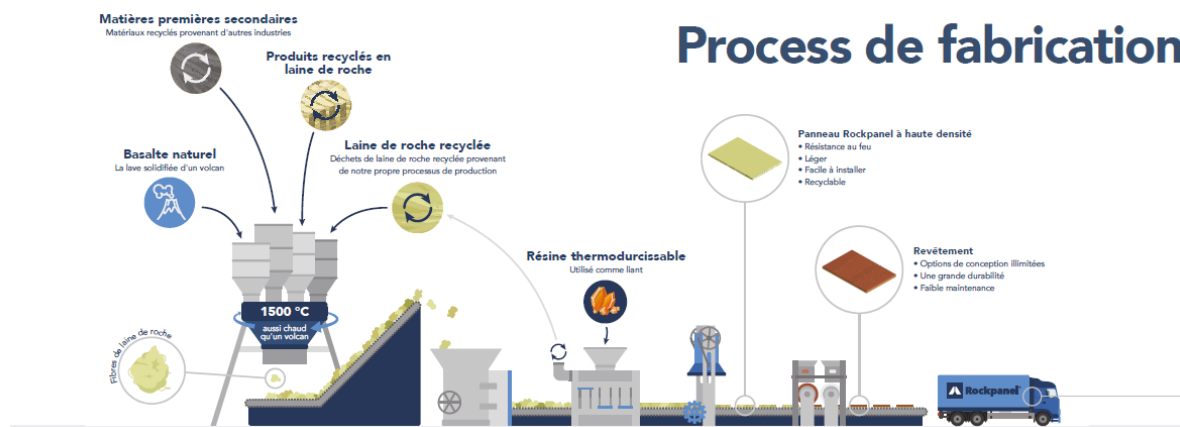 Process de fabrication
Matières premières secondaires
Matériaux recyclés provenant d'autres industries
Produits recyclés en
laine de roche
Basalte naturel
La lave solidifiée d'un volcan
Laine de roche recyclée
Déchets de laine de roche recyclée provenant
de notre propre processus de production
1500 °C
aussi chaud
qu'un volcan
Fibres de laine de roche
Résine thermodurcissable
Utilisé comme liant
Panneau Rockpanel à haute densité
• Résistance au feu
• Léger
• Facile à installer
• Recyclable
Revêtement
• Options de conception illimitées
• Une grande durabilité
• Faible maintenance
Rockpanel